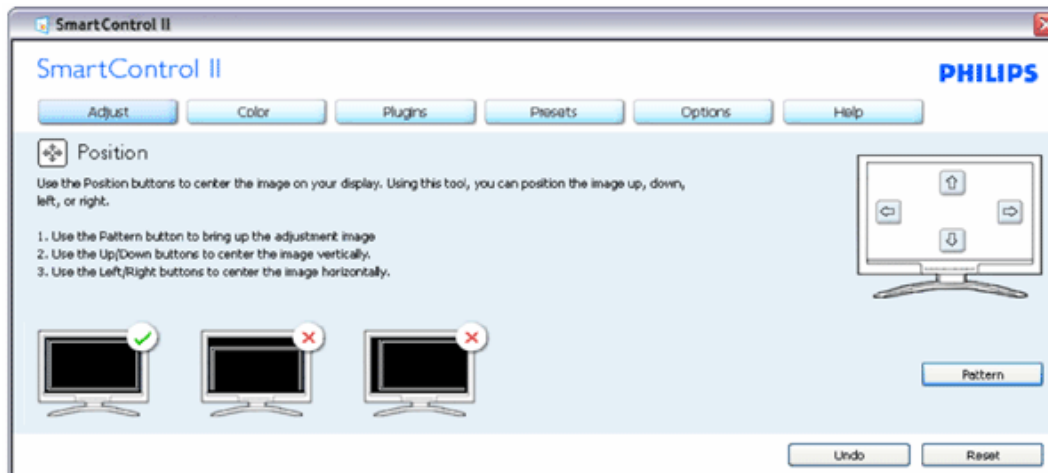 SmartControl II
SmartControl II
PHILIPS
Adjust
Color
Plugins
Presets
Options
Help
Position
Use the Position buttons to center the image on your display. Using this tool, you can position the image up, down,
left, or right.
1. Use the Pattern button to bring up the adjustment image
2. Use the Up/Down buttons to center the image vertically.
3. Use the Left/Right buttons to center the image horizontally.
Pattern
Undo
Reset